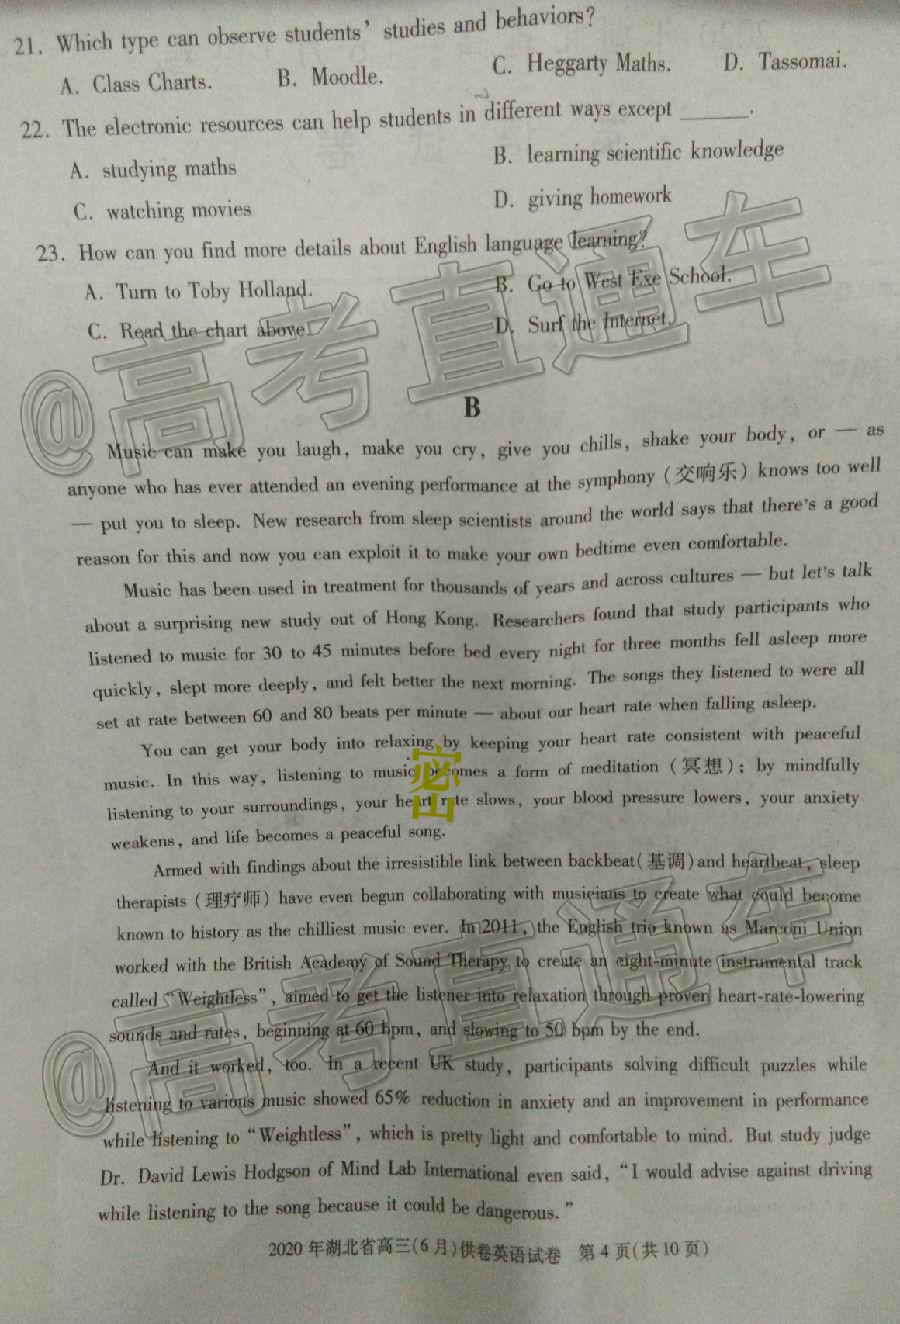 21. Which type can observe students' studies and behaviors?
A. Class Charts. B. Moodle. C. Heggarty Maths. D. Tassomai.
22. The electronic resources can help students in different ways except ______.
A. studying maths B. learning scientific knowledge
C. watching movies D. giving homework
23. How can you find more details about English language learning?
A. Turn to Toby Holland. B. Go to West Exe School.
C. Read the chart above. D. Surf the Internet.
@高考直通车
B
Music can make you laugh, make you cry, give you chills, shake your body, or — as
anyone who has ever attended an evening performance at the symphony (交响乐) knows too well
— put you to sleep. New research from sleep scientists around the world says that there's a good
reason for this and now you can exploit it to make your own bedtime even comfortable.
Music has been used in treatment for thousands of years and across cultures — but let's talk
about a surprising new study out of Hong Kong. Researchers found that study participants who
listened to music for 30 to 45 minutes before bed every night for three months fell asleep more
quickly, slept more deeply, and felt better the next morning. The songs they listened to were all
set at rate between 60 and 80 beats per minute — about our heart rate when falling asleep.
You can get your body into relaxing by keeping your heart rate consistent with peaceful
music. In this way, listening to music becomes a form of meditation (冥想); by mindfully
listening to your surroundings, your heart rate slows, your blood pressure lowers, your anxiety
weakens, and life becomes a peaceful song.
密
Armed with findings about the irresistible link between backbeat(基调)and heartbeat, sleep
therapists (理疗师) have even begun collaborating with musicians to create what could become
known to history as the chilliest music ever. In 2011, the English trio known as Marconi Union
worked with the British Academy of Sound Therapy to create an eight-minute instrumental track
called "Weightless", aimed to get the listener into relaxation through proven heart-rate-lowering
sounds and rates, beginning at 60 bpm, and slowing to 50 bpm by the end.
@高考直通车
And it worked, too. In a recent UK study, participants solving difficult puzzles while
listening to various music showed 65% reduction in anxiety and an improvement in performance
while listening to "Weightless", which is pretty light and comfortable to mind. But study judge
Dr. David Lewis Hodgson of Mind Lab International even said, "I would advise against driving
while listening to the song because it could be dangerous."
2020年湖北省高三(6月)供卷英语试卷 第4页(共10页)